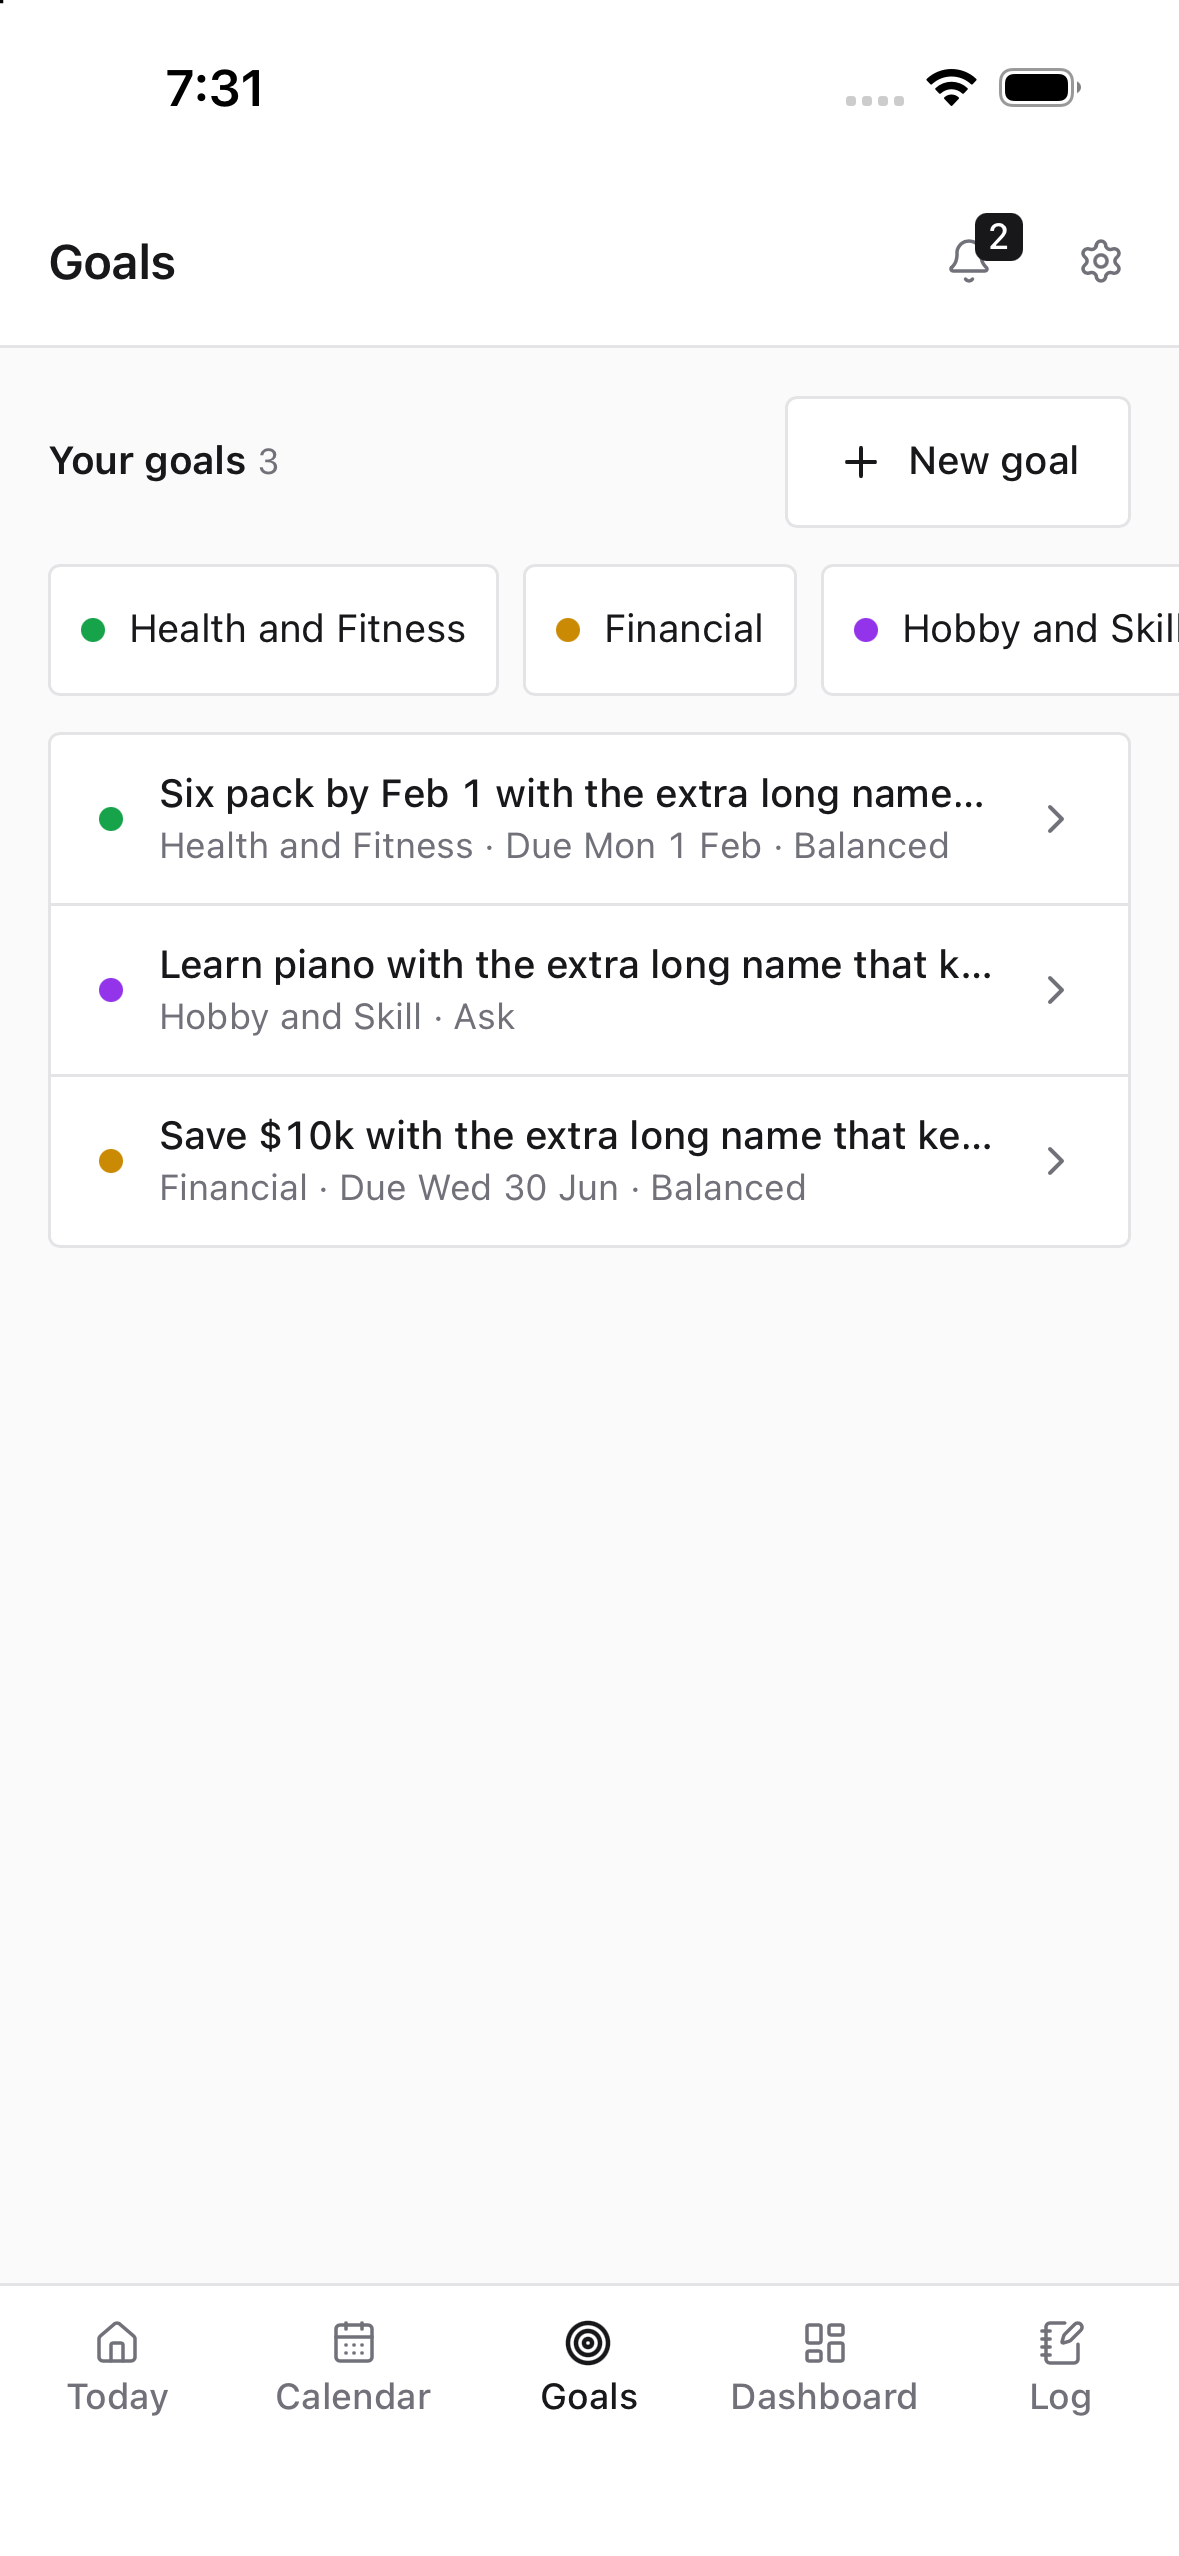 7:31
Goals
2
Your goals 3
New goal
Health and Fitness
Financial
Hobby and Skill
Six pack by Feb 1 with the extra long name...
Health and Fitness · Due Mon 1 Feb · Balanced
Learn piano with the extra long name that k...
Hobby and Skill · Ask
Save $10k with the extra long name that ke...
Financial · Due Wed 30 Jun · Balanced
Today
Calendar
Goals
Dashboard
Log